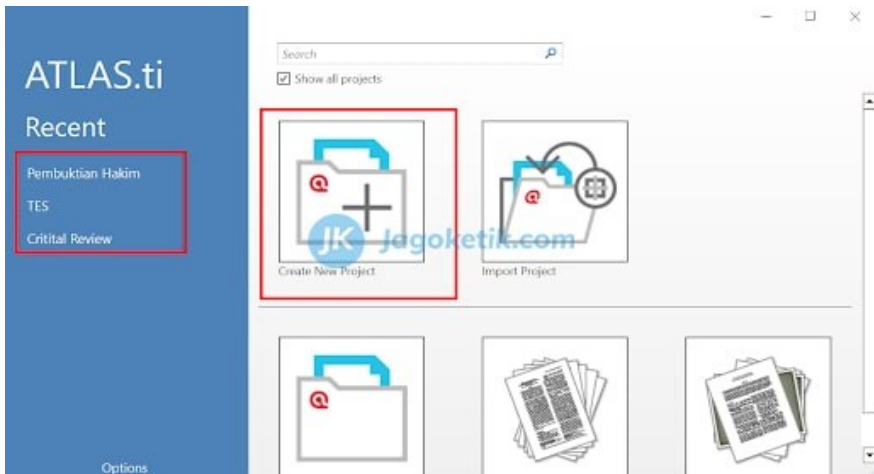 ATLAS.ti
Recent
Pembuktian Hakim
TES
Critital Review
Options
Search
Show all projects
JK Jagoketik.com
Create New Project
Import Project